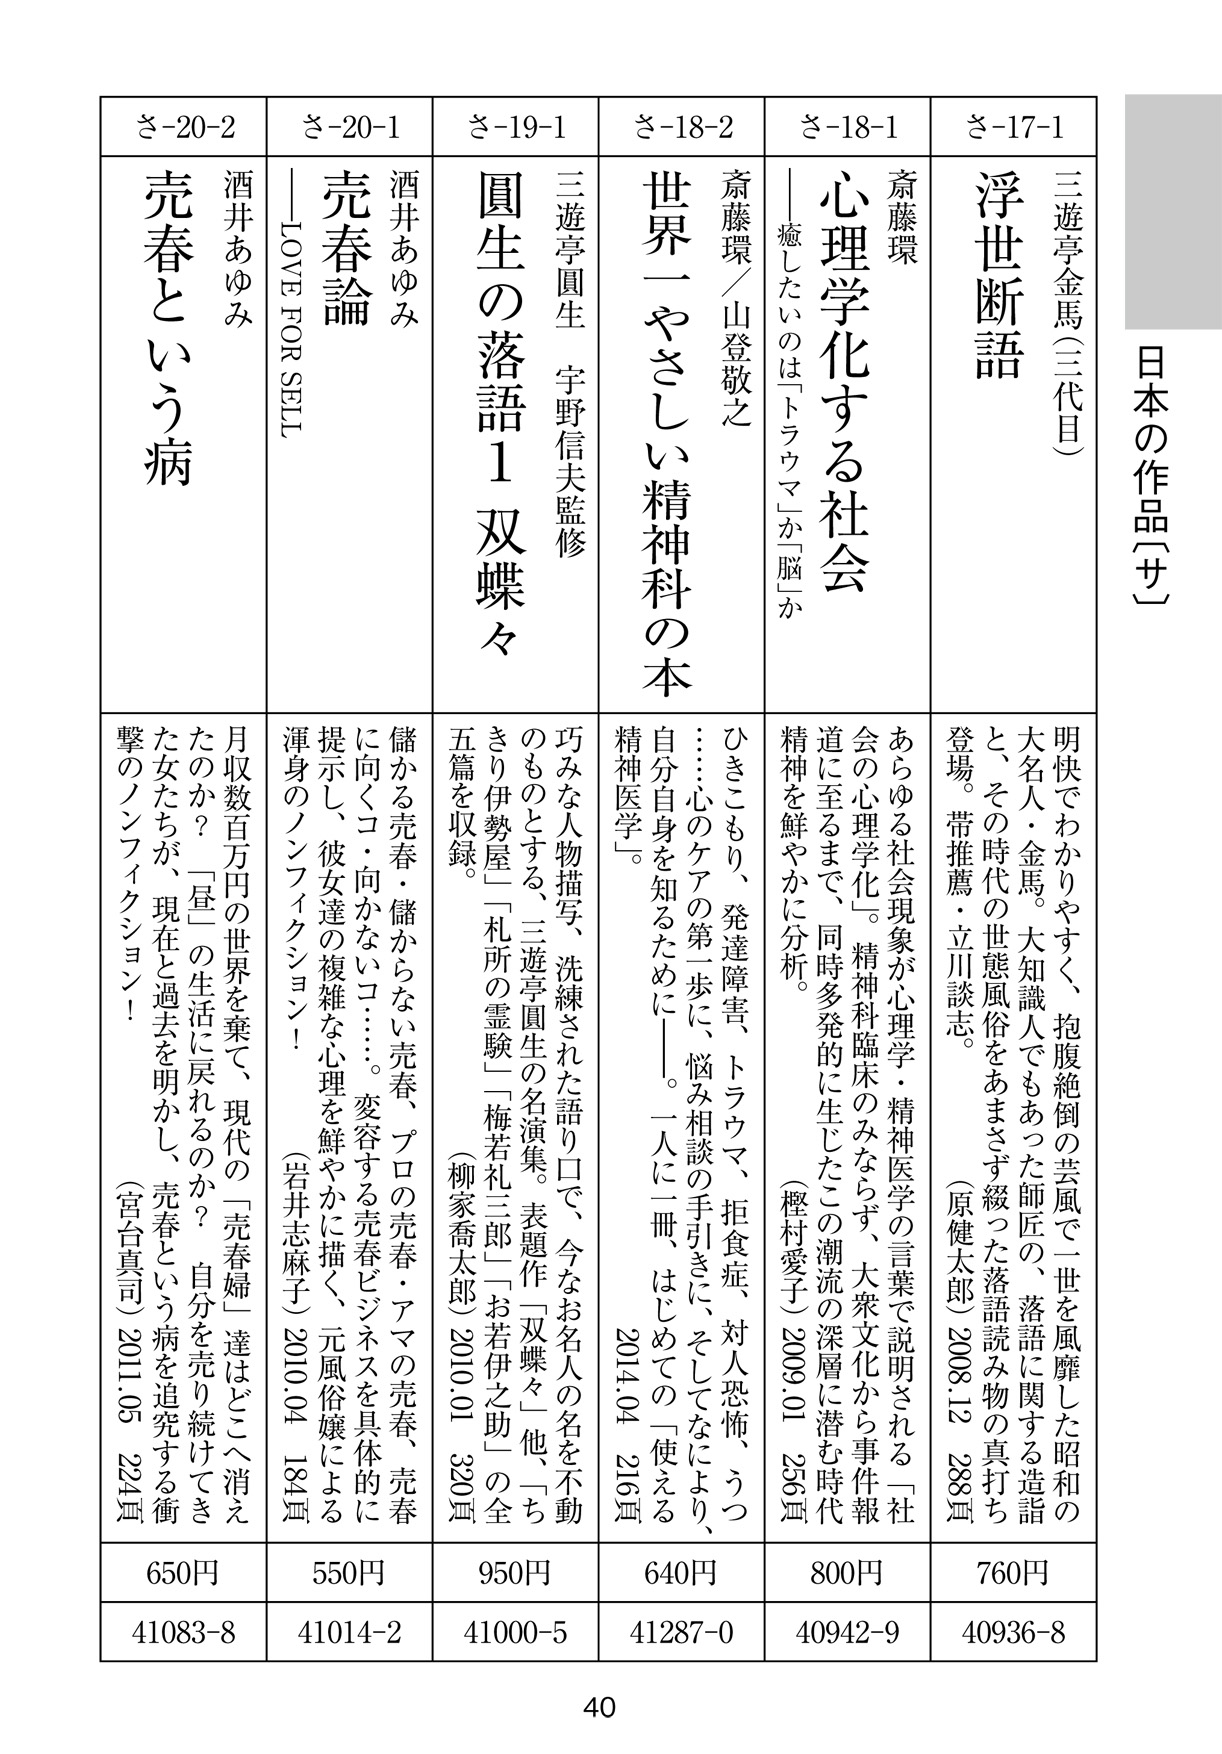 日本の作品〔サ〕
さ-17-1
三遊亭金馬(三代目)
浮世断語
明快でわかりやすく、抱腹絶倒の芸風で一世を風靡した昭和の
大名人・金馬。大知識人でもあった師匠の、落語に関する造詣
と、その時代の世態風俗をあまさず綴った落語読み物の真打ち
登場。帯推薦・立川談志。(原健太郎)2008.12 288頁
760円
40936-8
さ-18-1
斎藤環
心理学化する社会
――癒したいのは「トラウマ」か「脳」か
あらゆる社会現象が心理学・精神医学の言葉で説明される「社
会の心理学化」。精神科臨床のみならず、大衆文化から事件報
道に至るまで、同時多発的に生じたこの潮流の深層に潜む時代
精神を鮮やかに分析。(樫村愛子)2009.01 256頁
800円
40942-9
さ-18-2
斎藤環/山登敬之
世界一やさしい精神科の本
ひきこもり、発達障害、トラウマ、拒食症、対人恐怖、うつ
……心のケアの第一歩に、悩み相談の手引きに、そしてなにより、
自分自身を知るために――。一人に一冊、はじめての「使える
精神医学」。2014.04 216頁
640円
41287-0
さ-19-1
三遊亭圓生 宇野信夫監修
圓生の落語1 双蝶々
巧みな人物描写、洗練された語り口で、今なお名人の名を不動
のものとする、三遊亭圓生の名演集。表題作「双蝶々」他、「ち
きり伊勢屋」「札所の霊験」「梅若礼三郎」「お若伊之助」の全
五篇を収録。(柳家喬太郎)2010.01 320頁
950円
41000-5
さ-20-1
酒井あゆみ
売春論
――LOVE FOR SELL
儲かる売春・儲からない売春、プロの売春・アマの売春、売春
に向くコ・向かないコ……。変容する売春ビジネスを具体的に
提示し、彼女達の複雑な心理を鮮やかに描く、元風俗嬢による
渾身のノンフィクション!(岩井志麻子)2010.04 184頁
550円
41014-2
さ-20-2
酒井あゆみ
売春という病
月収数百万円の世界を棄て、現代の「売春婦」達はどこへ消え
たのか? 「昼」の生活に戻れるのか? 自分を売り続けてき
た女たちが、現在と過去を明かし、売春という病を追究する衝
撃のノンフィクション!(宮台真司)2011.05 224頁
650円
41083-8
40